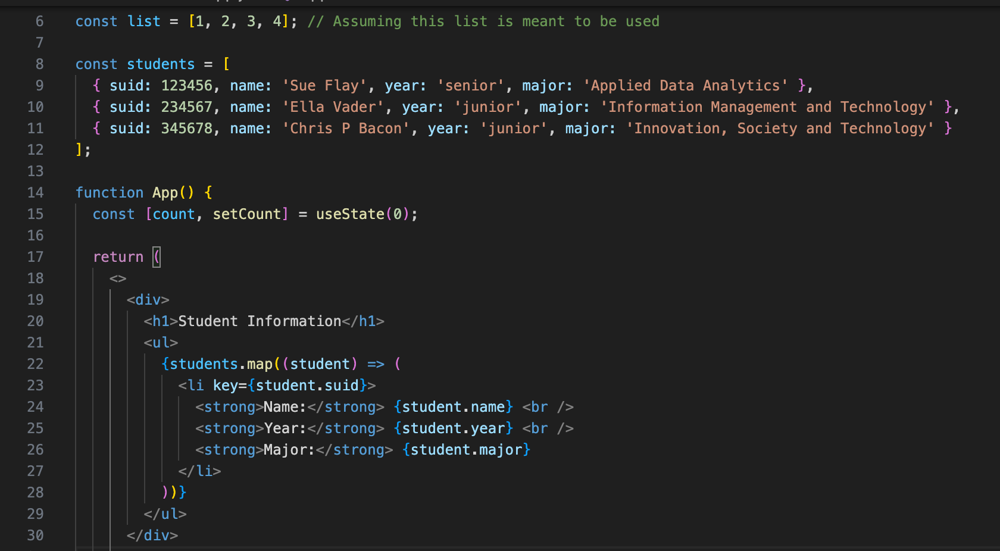 6 const list = [1, 2, 3, 4]; // Assuming this list is meant to be used
7
8 const students = [
9 { suid: 123456, name: 'Sue Flay', year: 'senior', major: 'Applied Data Analytics' },
10 { suid: 234567, name: 'Ella Vader', year: 'junior', major: 'Information Management and Technology' },
11 { suid: 345678, name: 'Chris P Bacon', year: 'junior', major: 'Innovation, Society and Technology' }
12 ];
13
14 function App() {
15 const [count, setCount] = useState(0);
16
17 return (
18 <>
19 <div>
20 <h1>Student Information</h1>
21 <ul>
22 {students.map((student) => (
23 <li key={student.suid}>
24 <strong>Name:</strong> {student.name} <br />
25 <strong>Year:</strong> {student.year} <br />
26 <strong>Major:</strong> {student.major}
27 </li>
28 ))}
29 </ul>
30 </div>